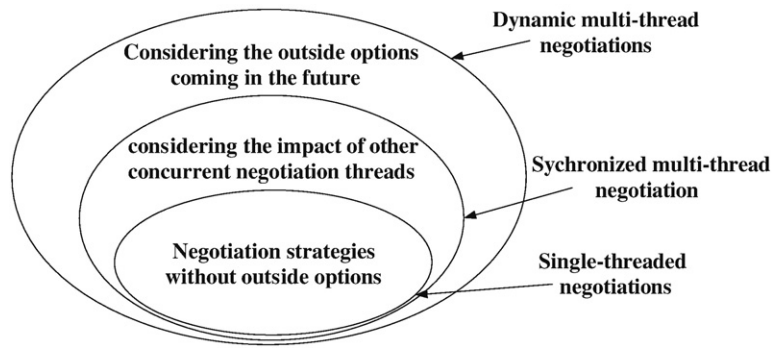 Dynamic multi-thread
negotiations
Considering the outside options
coming in the future
considering the impact of other
concurrent negotiation threads
Sychronized multi-thread
negotiation
Negotiation strategies
without outside options
Single-threaded
negotiations